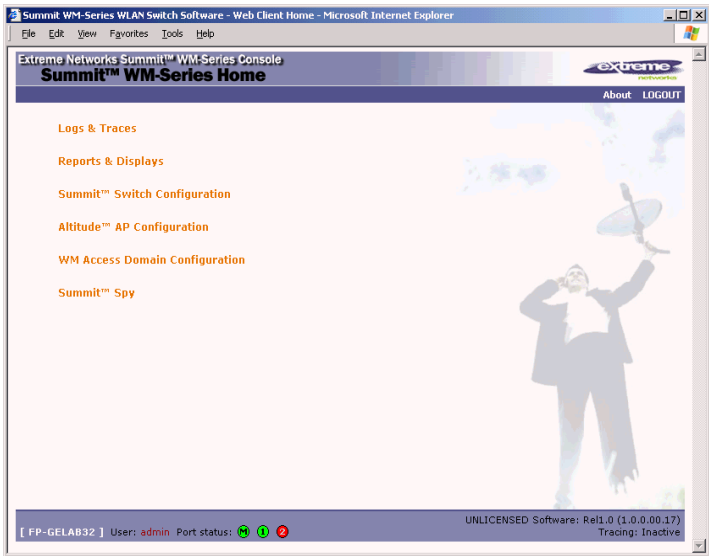 Summit WM-Series WLAN Switch Software - Web Client Home - Microsoft Internet Explorer
File Edit View Favorites Tools Help
Extreme Networks Summit™ WM-Series Console
Summit™ WM-Series Home
extreme
networks
About LOGOUT
Logs & Traces
Reports & Displays
Summit™ Switch Configuration
Altitude™ AP Configuration
WM Access Domain Configuration
Summit™ Spy
UNLICENSED Software: Rel1.0 (1.0.0.00.17)
[ FP-GELAB32 ] User: admin Port status: M 1 2
Tracing: Inactive